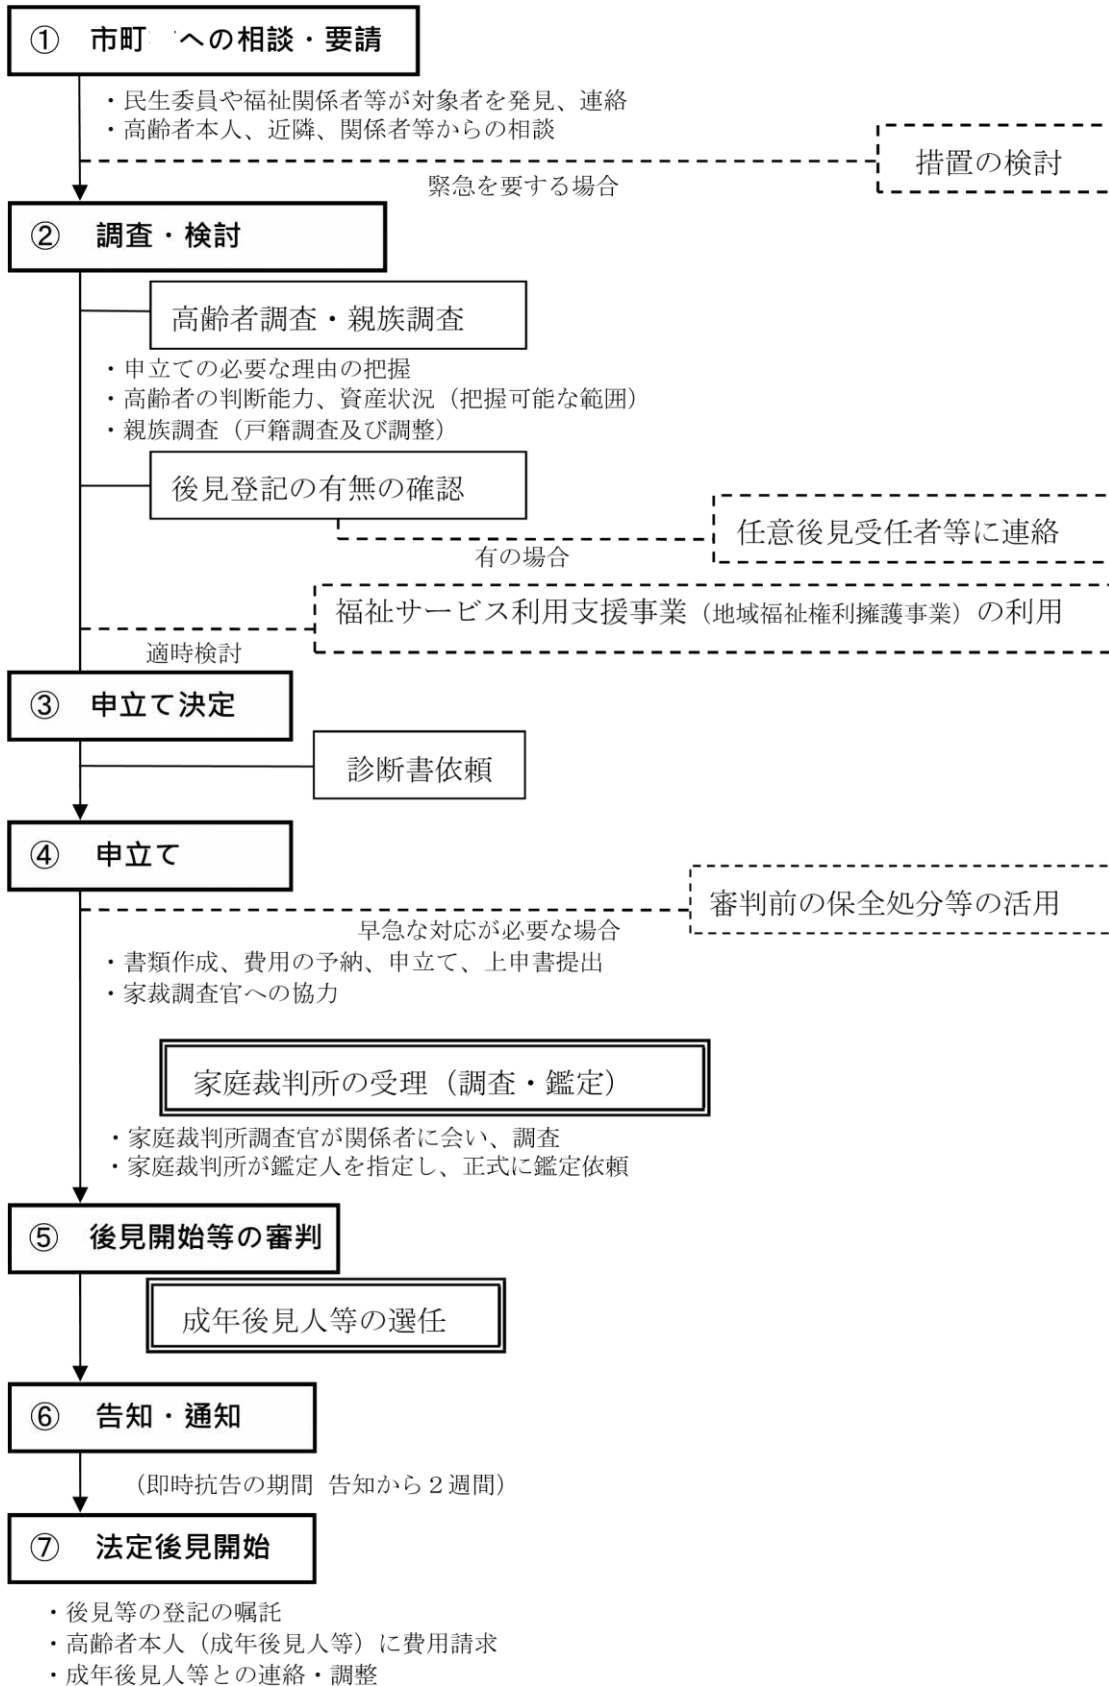 ① 市町 への相談・要請
・民生委員や福祉関係者等が対象者を発見、連絡
・高齢者本人、近隣、関係者等からの相談
措置の検討
緊急を要する場合
② 調査・検討
高齢者調査・親族調査
・申立ての必要な理由の把握
・高齢者の判断能力、資産状況（把握可能な範囲）
・親族調査（戸籍調査及び調整）
後見登記の有無の確認
任意後見受任者等に連絡
有の場合
福祉サービス利用支援事業（地域福祉権利擁護事業）の利用
適時検討
③ 申立て決定
診断書依頼
④ 申立て
審判前の保全処分等の活用
早急な対応が必要な場合
・書類作成、費用の予納、申立て、上申書提出
・家裁調査官への協力
家庭裁判所の受理（調査・鑑定）
・家庭裁判所調査官が関係者に会い、調査
・家庭裁判所が鑑定人を指定し、正式に鑑定依頼
⑤ 後見開始等の審判
成年後見人等の選任
⑥ 告知・通知
（即時抗告の期間 告知から２週間）
⑦ 法定後見開始
・後見等の登記の嘱託
・高齢者本人（成年後見人等）に費用請求
・成年後見人等との連絡・調整